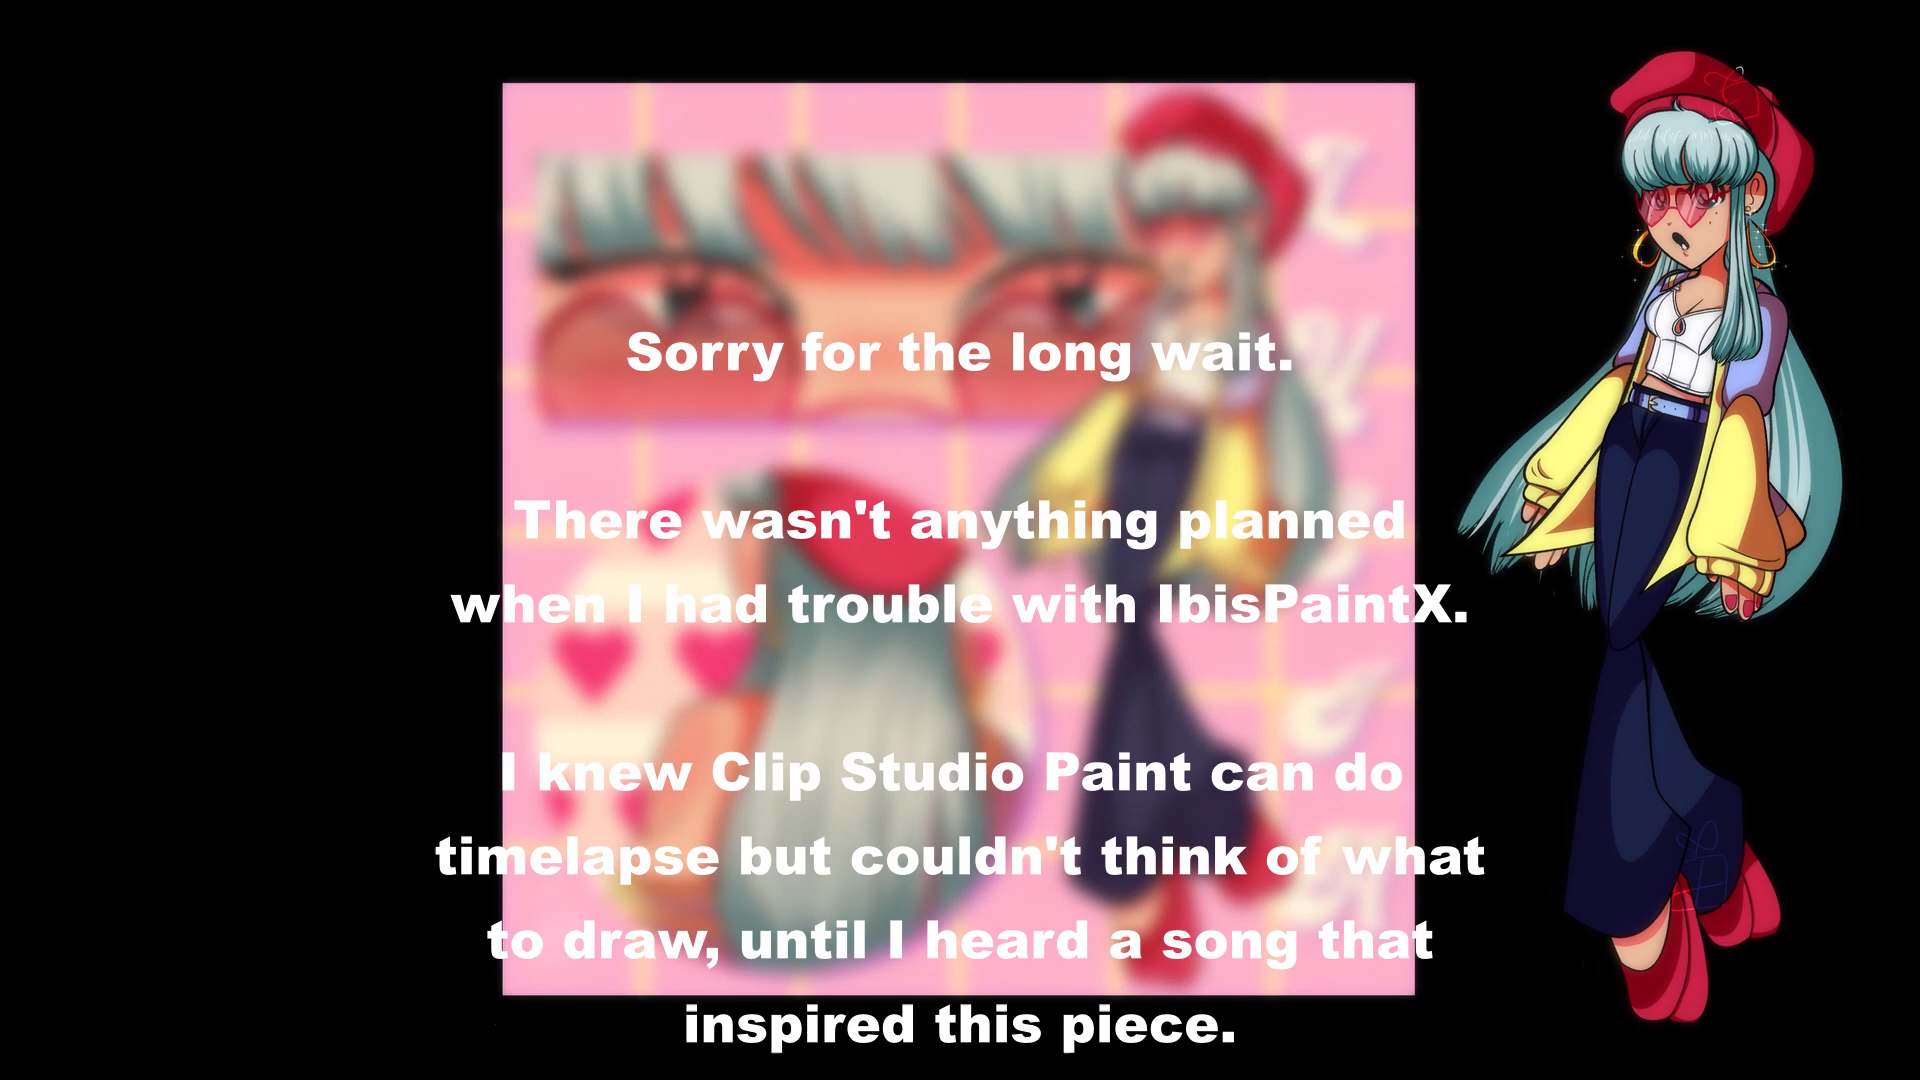 Sorry for the long wait.
There wasn't anything planned
when I had trouble with IbisPaintX.
I knew Clip Studio Paint can do
timelapse but couldn't think of what
to draw, until I heard a song that
inspired this piece.